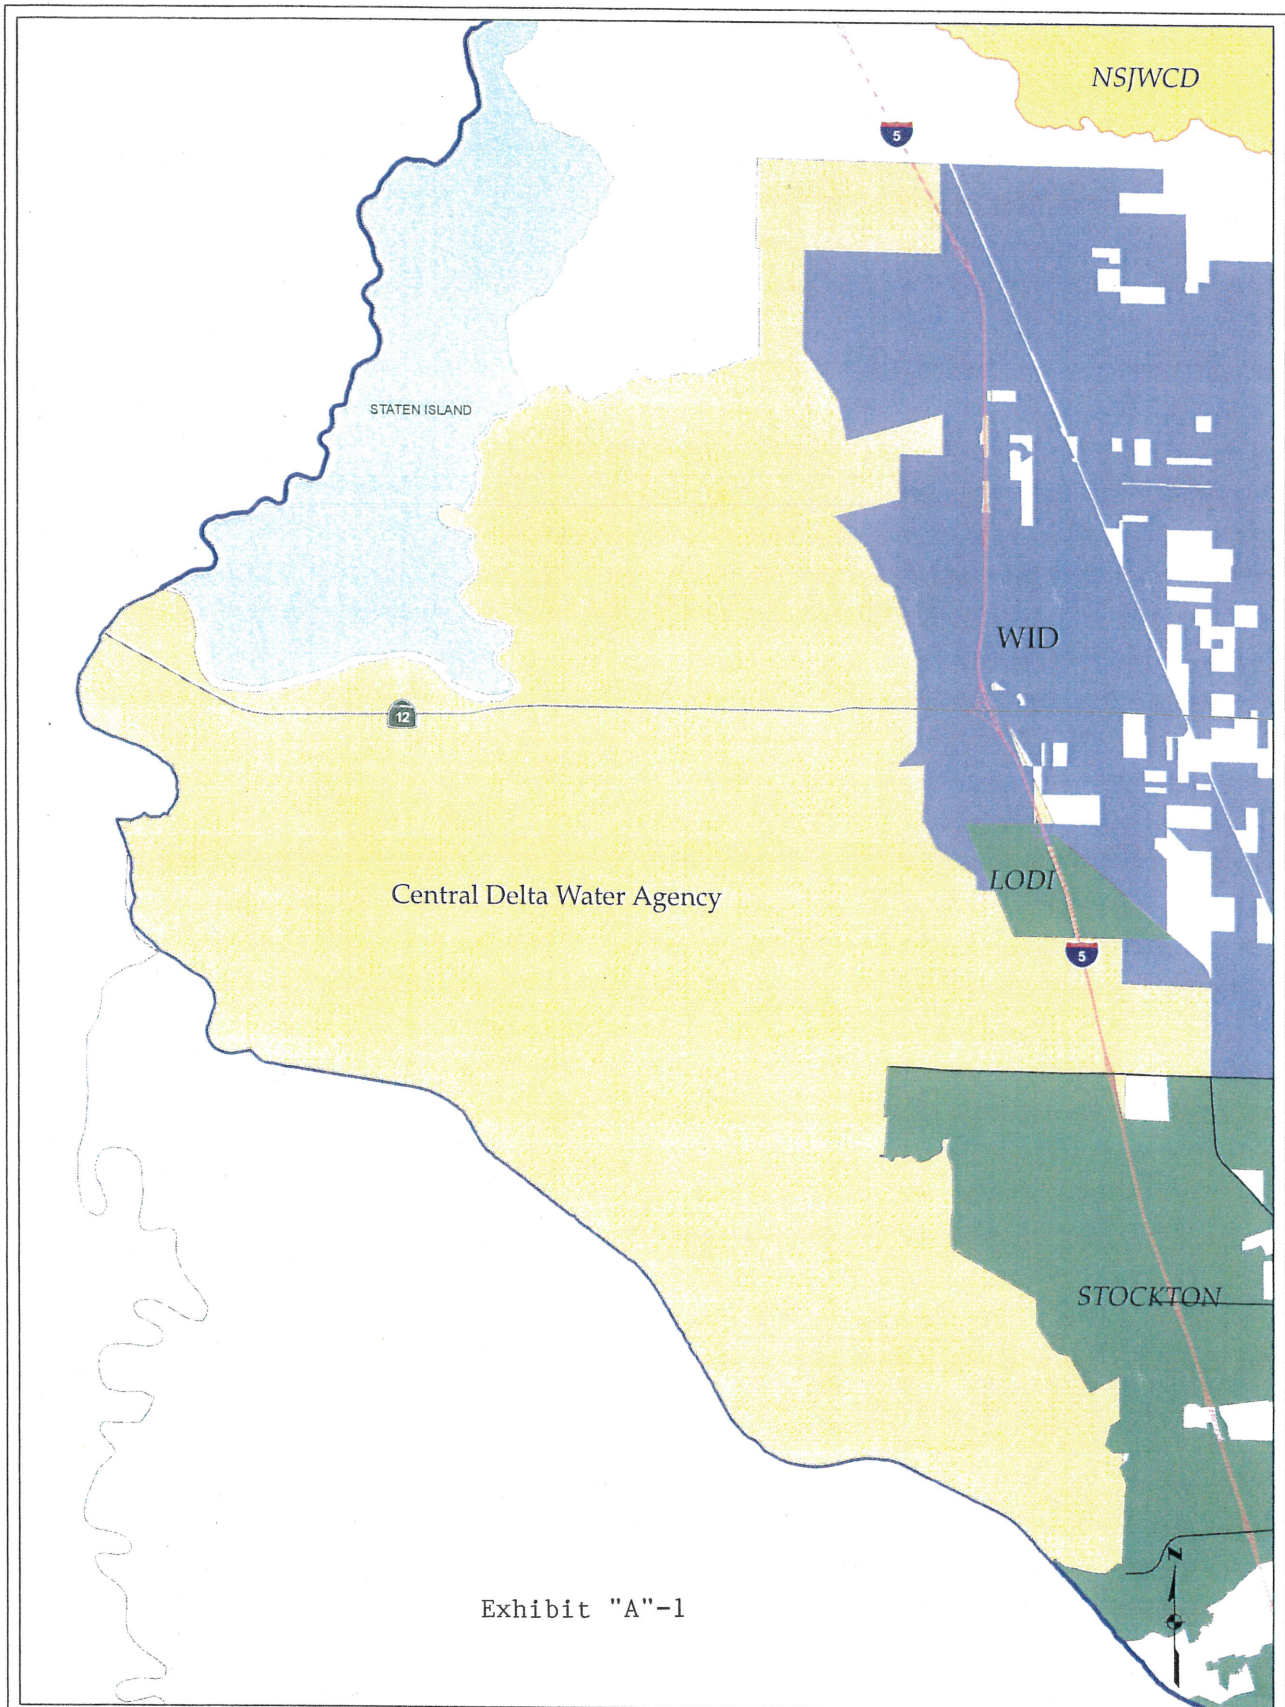 NSJWCD
5
STATEN ISLAND
WID
12
Central Delta Water Agency
LODI
5
STOCKTON
N
Exhibit "A"-1